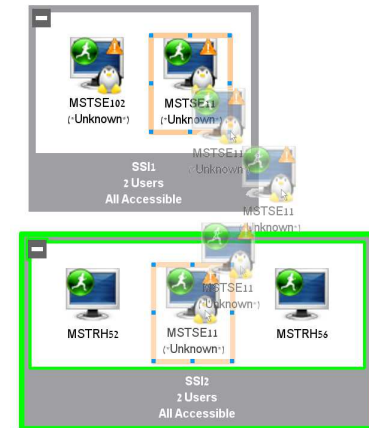 MSTSE102 MSTSE11
(*Unknown*) (*Unknown*)
MSTSE11
(*Unknown*)
SSI1
2 Users
All Accessible
MSTSE11
(*Unknown*)
MSTSE11
(*Unknown*)
MSTRH52 MSTSE11 MSTRH56
(*Unknown*)
SSI2
2 Users
All Accessible